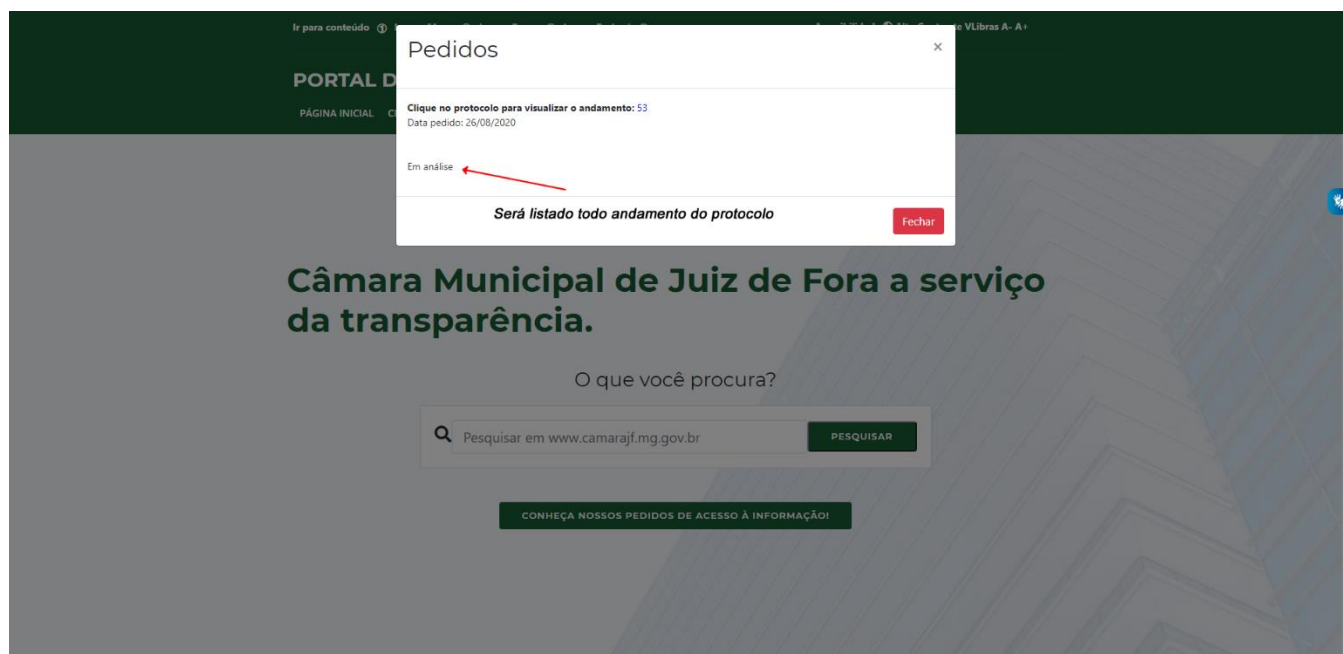 Ir para conteúdo
VLibras A- A+
Pedidos
×
PORTAL D
PÁGINA INICIAL
Clique no protocolo para visualizar o andamento: 53
Data pedido: 26/08/2020
Em análise
Será listado todo andamento do protocolo
Fechar
Câmara Municipal de Juiz de Fora a serviço
da transparência.
O que você procura?
Pesquisar em www.camarajf.mg.gov.br
PESQUISAR
CONHEÇA NOSSOS PEDIDOS DE ACESSO À INFORMAÇÃO!